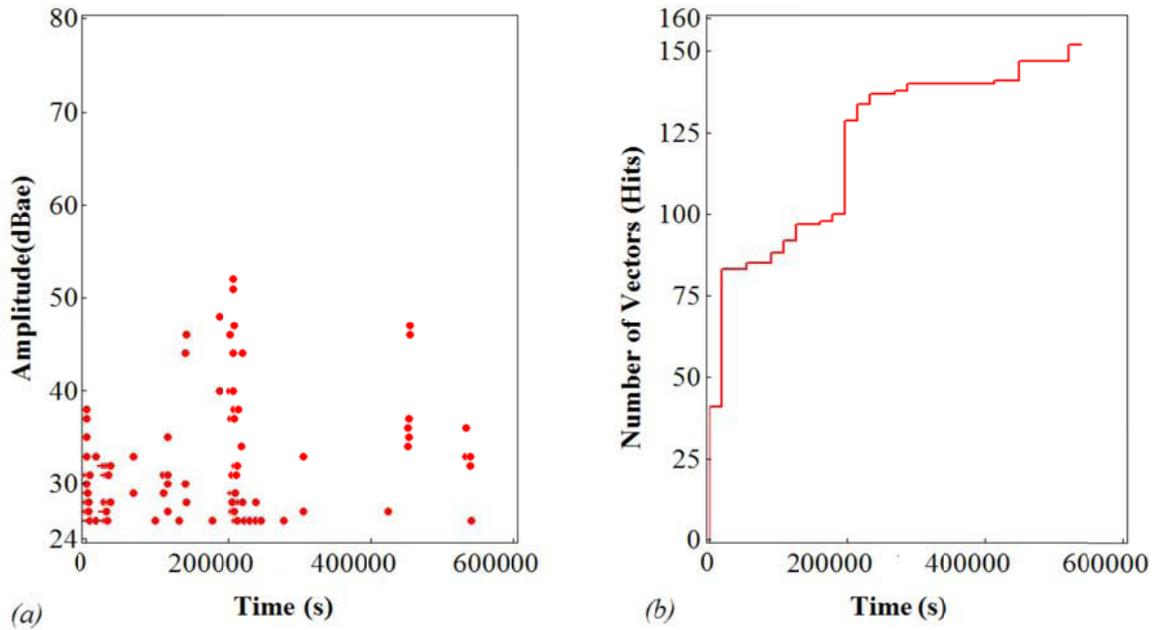 80
70
60
50
40
30
24
Amplitude(dBae)
0 200000 400000 600000
Time (s)
(a)
160
150
125
100
75
50
25
0
Number of Vectors (Hits)
0 200000 400000 600000
Time (s)
(b)